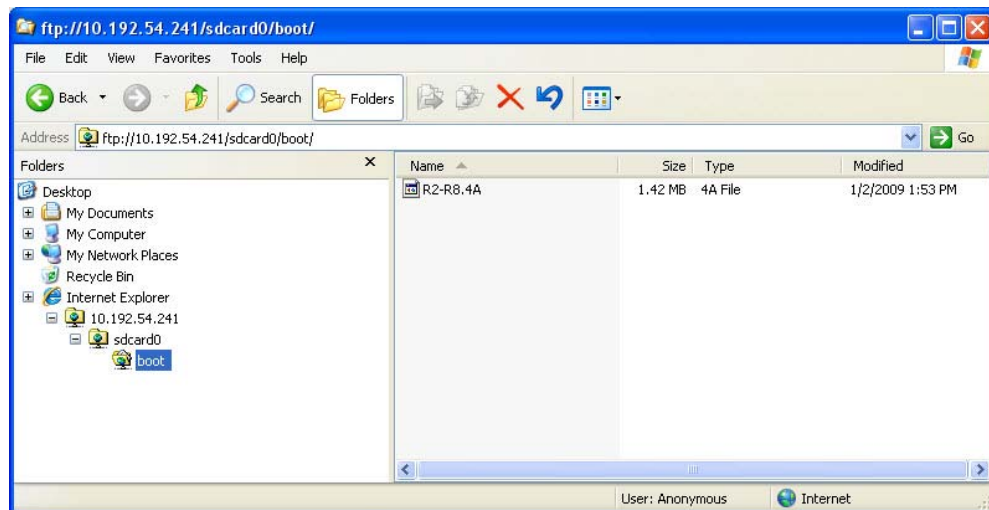 ftp://10.192.54.241/sdcard0/boot/
File Edit View Favorites Tools Help
Back Search Folders
Address ftp://10.192.54.241/sdcard0/boot/ Go
Folders
Desktop
My Documents
My Computer
My Network Places
Recycle Bin
Internet Explorer
10.192.54.241
sdcard0
boot
Name Size Type Modified
R2-R8.4A 1.42 MB 4A File 1/2/2009 1:53 PM
User: Anonymous Internet